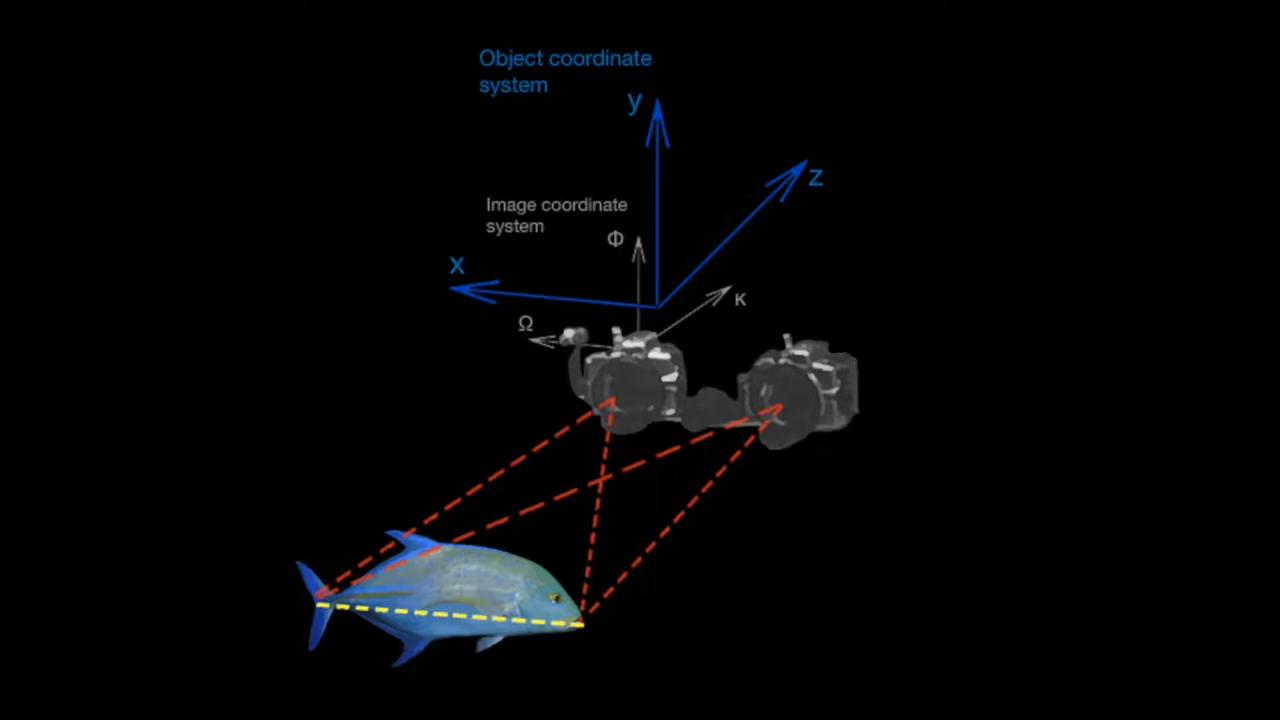 Object coordinate
system
y
z
Image coordinate
system
Φ
x
κ
Ω